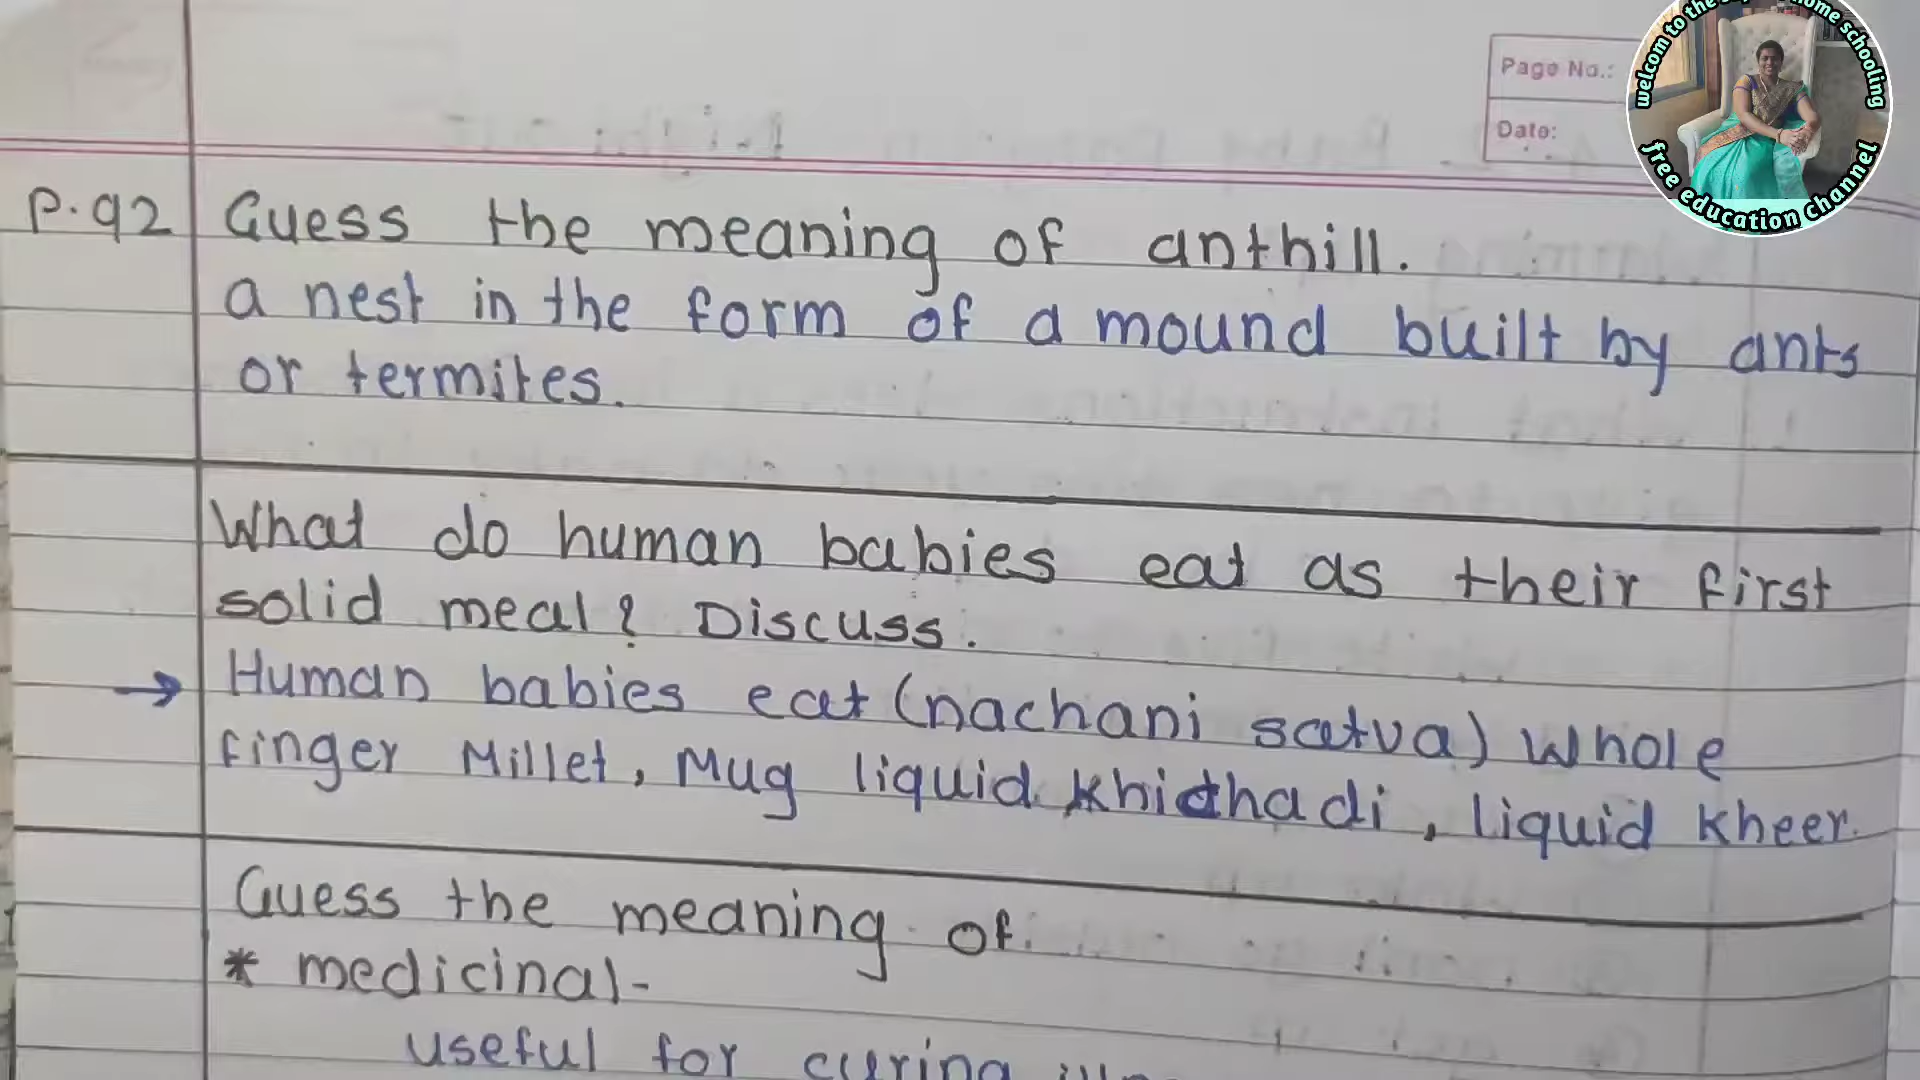 Page No.:
Date:
welcom to the home schooling
free education channel
P.92 Guess the meaning of anthill.
a nest in the form of a mound built by ants
or termites.
What do human babies eat as their first
solid meal? Discuss.
→ Human babies eat (nachani satva) Whole
finger Millet, Mug liquid khichadi, liquid kheer.
Guess the meaning of
* medicinal-
useful for curing